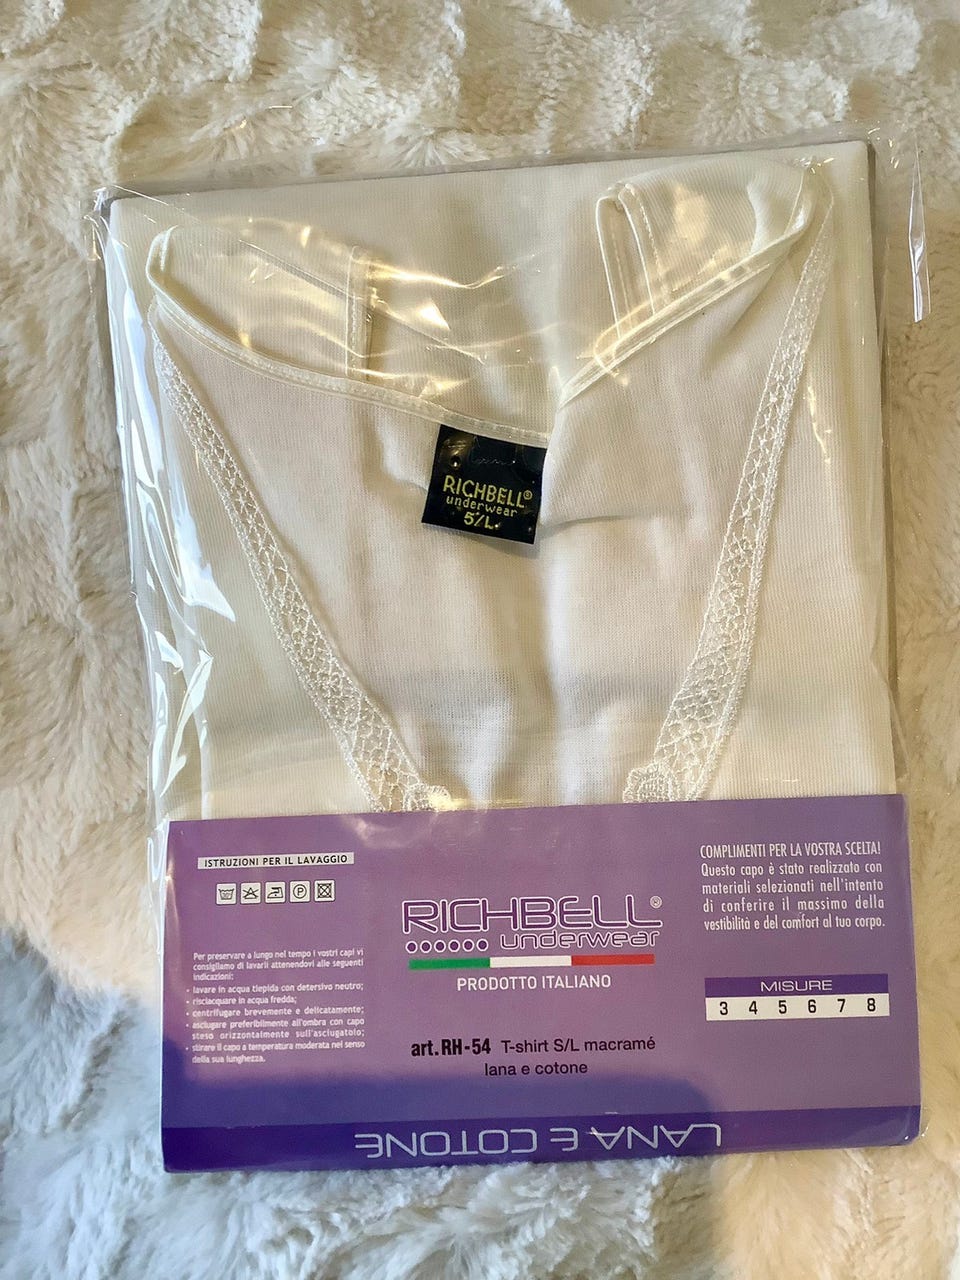 RICHBELL®
underwear
5/L
ISTRUZIONI PER IL LAVAGGIO
Per preservare a lungo nel tempo i vostri capi vi
consigliamo di lavarli attenendovi alle seguenti
indicazioni:
• lavare in acqua tiepida con detersivo neutro;
• risciacquare in acqua fredda;
• centrifugare brevemente e delicatamente;
• asciugare preferibilmente all'ombra con capo
steso orizzontalmente sull'asciugatoio;
• stirare il capo a temperatura moderata nel senso
della sua lunghezza.
RICHBELL®
underwear
PRODOTTO ITALIANO
art.RH-54 T-shirt S/L macramé
lana e cotone
COMPLIMENTI PER LA VOSTRA SCELTA!
Questo capo è stato realizzato con
materiali selezionati nell'intento
di conferire il massimo della
vestibilità e del comfort al tuo corpo.
MISURE
3 4 5 6 7 8
LANA E COTONE